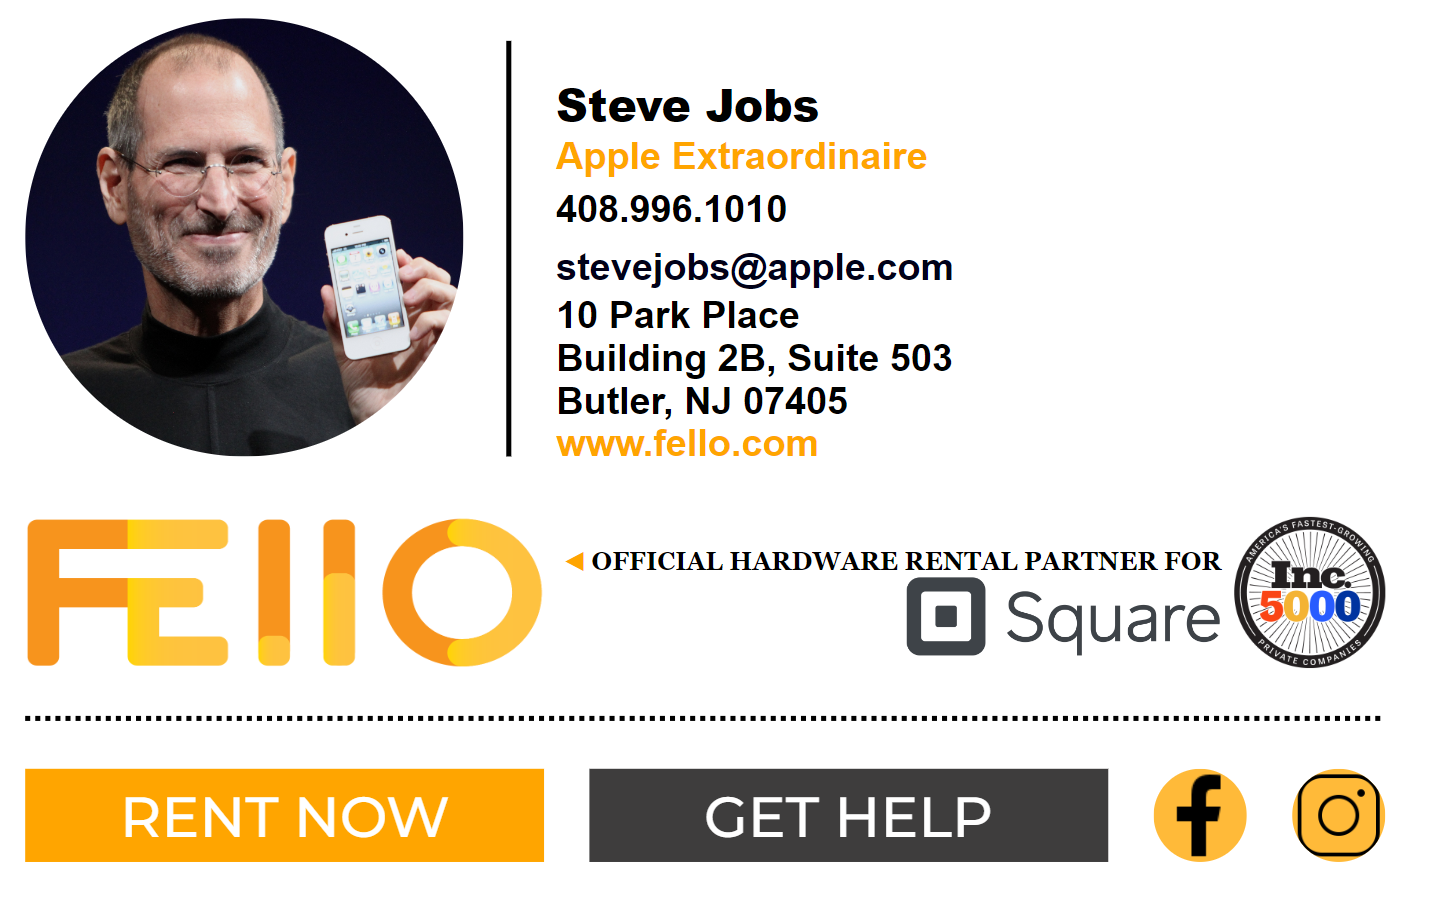 Steve Jobs
Apple Extraordinaire
408.996.1010
stevejobs@apple.com
10 Park Place
Building 2B, Suite 503
Butler, NJ 07405
www.fello.com
FELLO
OFFICIAL HARDWARE RENTAL PARTNER FOR
Square
AMERICA'S FASTEST-GROWING
Inc.
5000
PRIVATE COMPANIES
RENT NOW
GET HELP